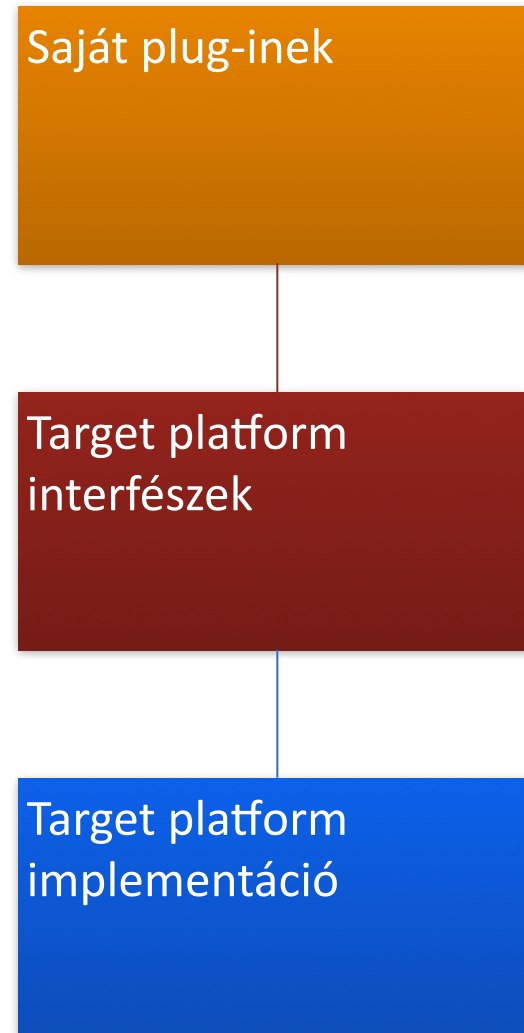 Saját plug-inek
Target platform
interfészek
Target platform
implementáció